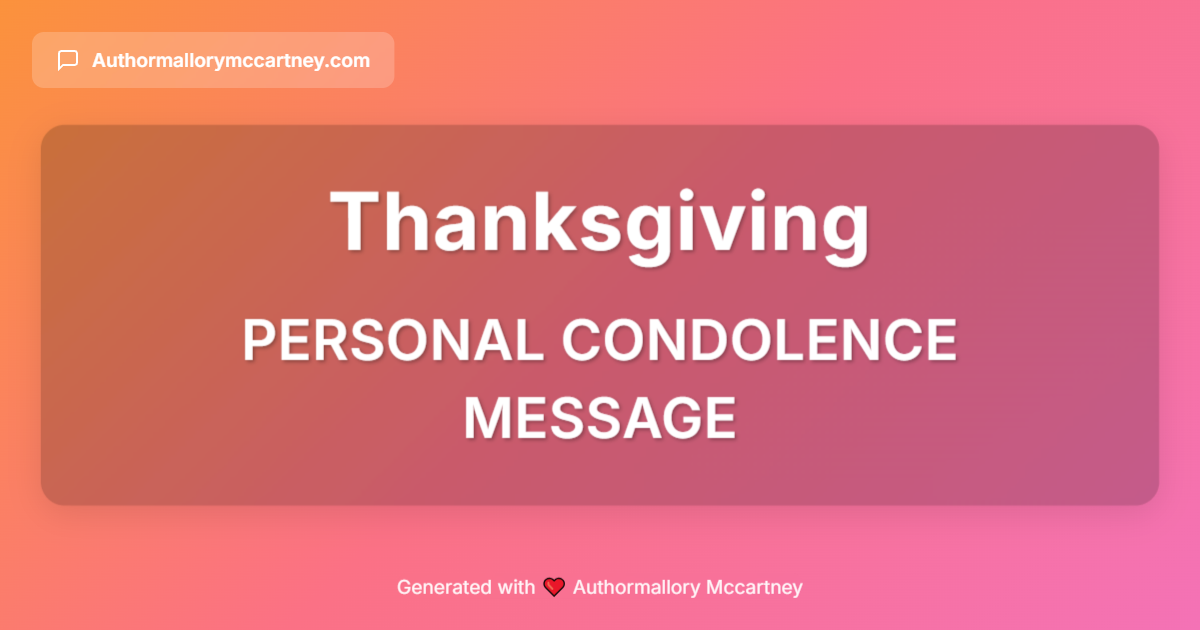 Authormallorymccartney.com
Thanksgiving
PERSONAL CONDOLENCE
MESSAGE
Generated with ❤️ Authormallory Mccartney